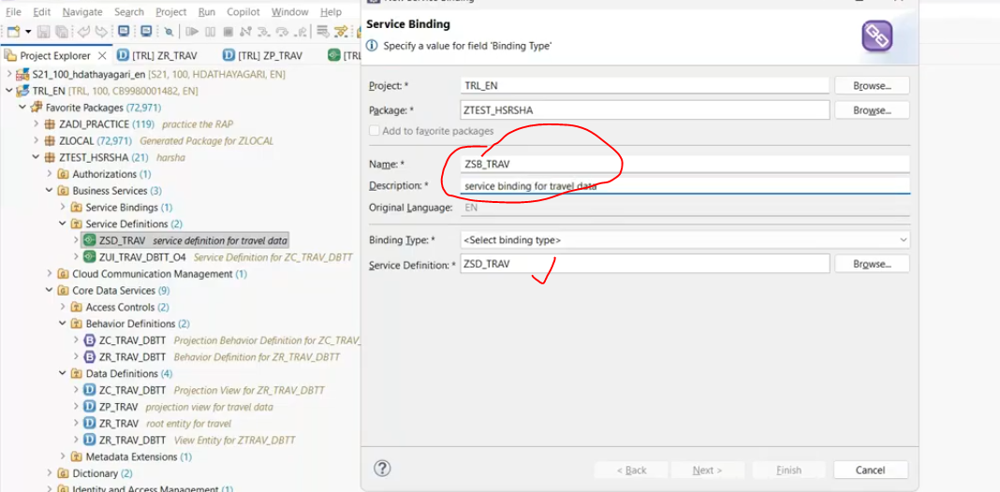 New Service Binding
File Edit Navigate Search Project Run Copilot Window Help
Project Explorer
[TRL] ZR_TRAV
[TRL] ZP_TRAV
[TRL
S21_100_hdathayagari_en [S21, 100, HDATHAYAGARI, EN]
TRL_EN [TRL, 100, CB9980001482, EN]
Favorite Packages (72,971)
ZADI_PRACTICE (119) practice the RAP
ZLOCAL (72,971) Generated Package for ZLOCAL
ZTEST_HSRSHA (21) harsha
Authorizations (1)
Business Services (3)
Service Bindings (1)
Service Definitions (2)
ZSD_TRAV service definition for travel data
ZUI_TRAV_DBTT_O4 Service Definition for ZC_TRAV_DBTT
Cloud Communication Management (1)
Core Data Services (9)
Access Controls (2)
Behavior Definitions (2)
ZC_TRAV_DBTT Projection Behavior Definition for ZC_TRAV_
ZR_TRAV_DBTT Behavior Definition for ZR_TRAV_DBTT
Data Definitions (4)
ZC_TRAV_DBTT Projection View for ZR_TRAV_DBTT
ZP_TRAV projection view for travel data
ZR_TRAV root entity for travel
ZR_TRAV_DBTT View Entity for ZTRAV_DBTT
Metadata Extensions (1)
Dictionary (2)
Identity and Access Management (1)
Service Binding
Specify a value for field 'Binding Type'
Project: * TRL_EN Browse...
Package: * ZTEST_HSRSHA Browse...
Add to favorite packages
Name: * ZSB_TRAV
Description: * service binding for travel data
Original Language: EN
Binding Type: * <Select binding type>
Service Definition: * ZSD_TRAV Browse...
? < Back Next > Finish Cancel